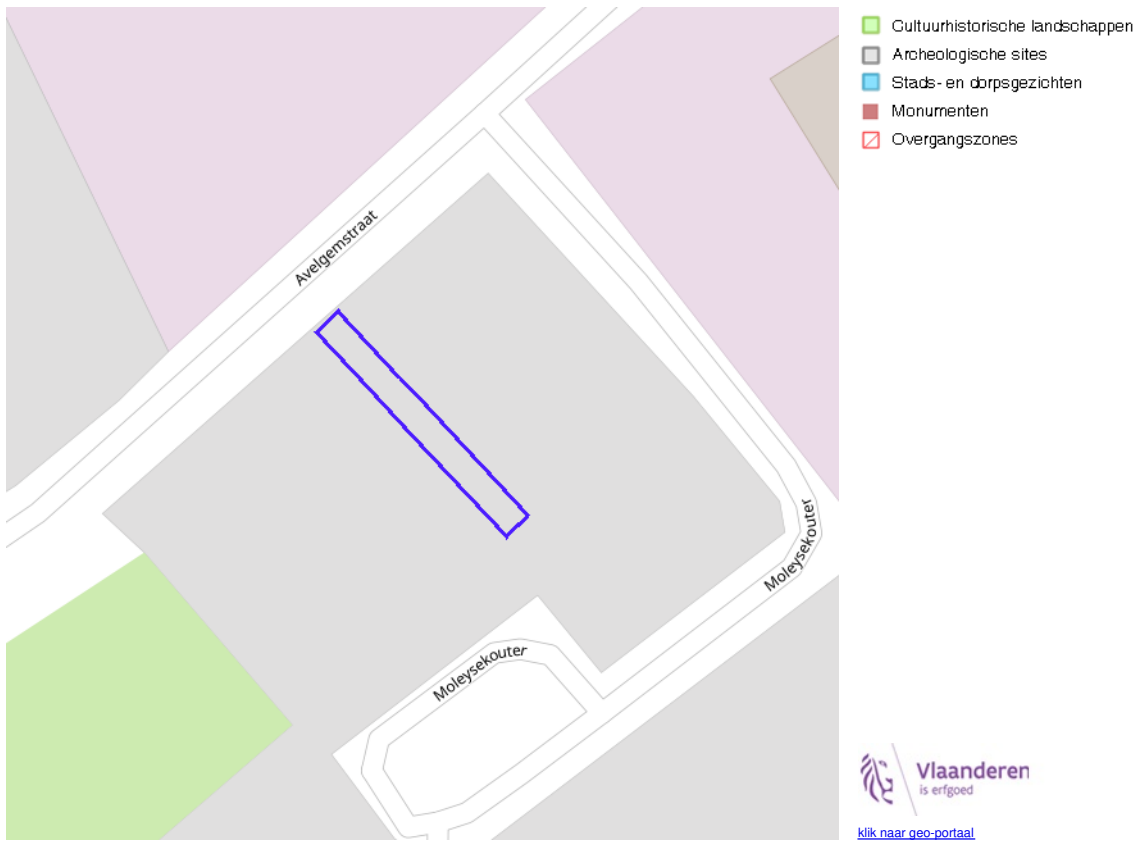 Avelgemstraat
Moleysekouter
Moleysekouter
Cultuurhistorische landschappen
Archeologische sites
Stads- en dorpsgezichten
Monumenten
Overgangszones
Vlaanderen
is erfgoed
klik naar geo-portaal